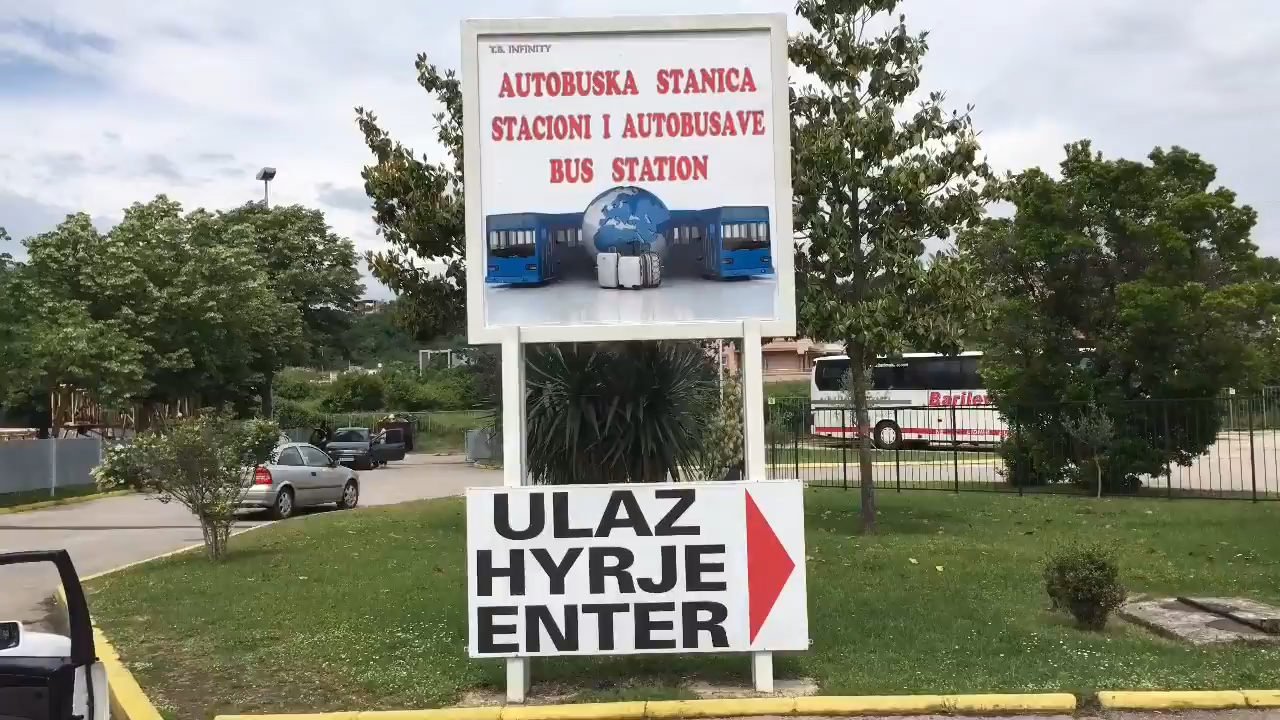 T.B. INFINITY
AUTOBUSKA STANICA
STACIONI I AUTOBUSAVE
BUS STATION
ULAZ
HYRJE
ENTER